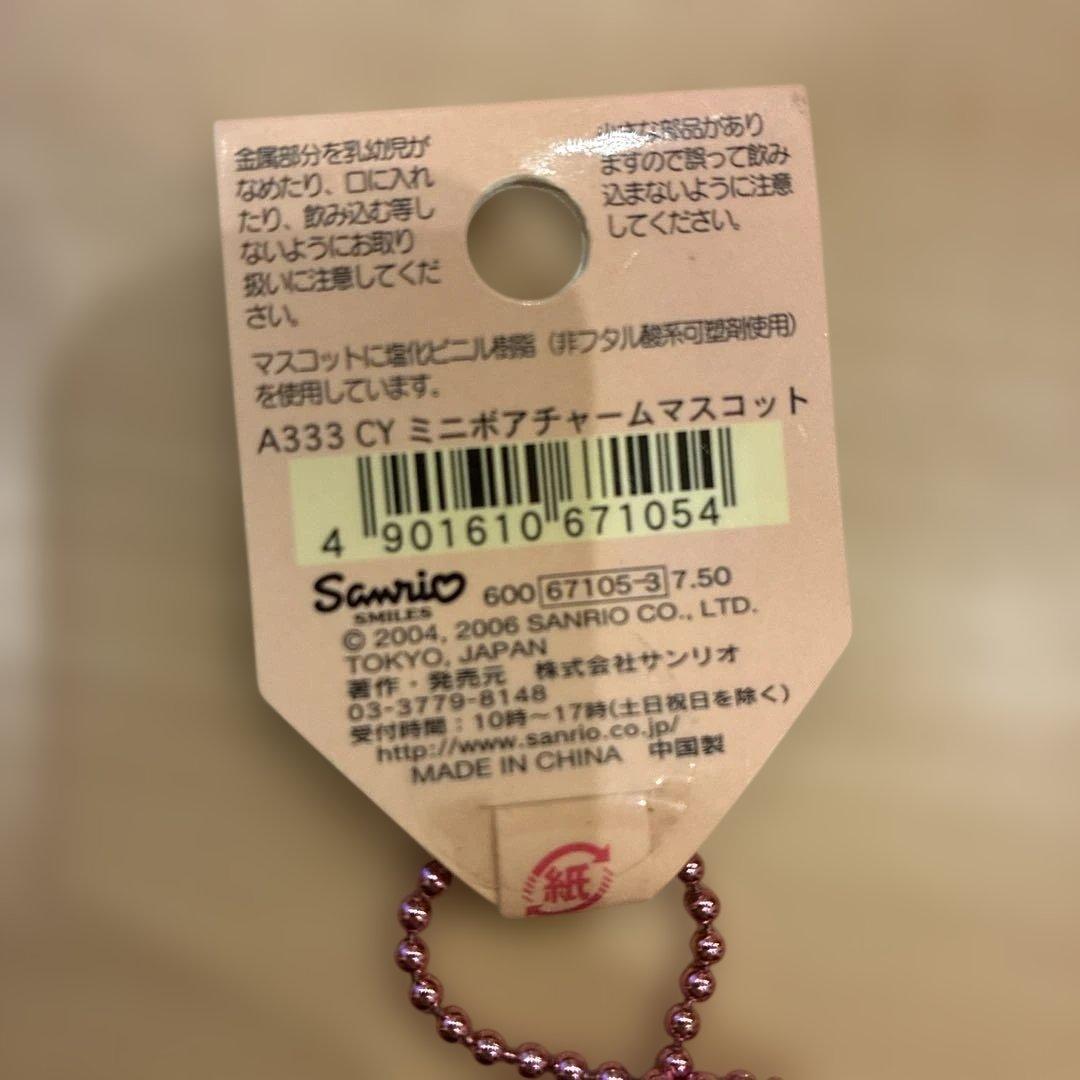 金属部分を乳幼児が
なめたり、口に入れ
たり、飲み込む等し
ないようにお取り
扱いに注意してくだ
さい。
小さな部品があり
ますので誤って飲み
込まないように注意
してください。
マスコットに塩化ビニル樹脂（非フタル酸系可塑剤使用）
を使用しています。
A333 CY ミニボアチャームマスコット
4 901610 671054
Sanrio
SMILES
600 67105-3 7.50
© 2004, 2006 SANRIO CO., LTD.
TOKYO, JAPAN
著作・発売元 株式会社サンリオ
03-3779-8148
受付時間：10時～17時(土日祝日を除く)
http://www.sanrio.co.jp/
MADE IN CHINA 中国製
紙